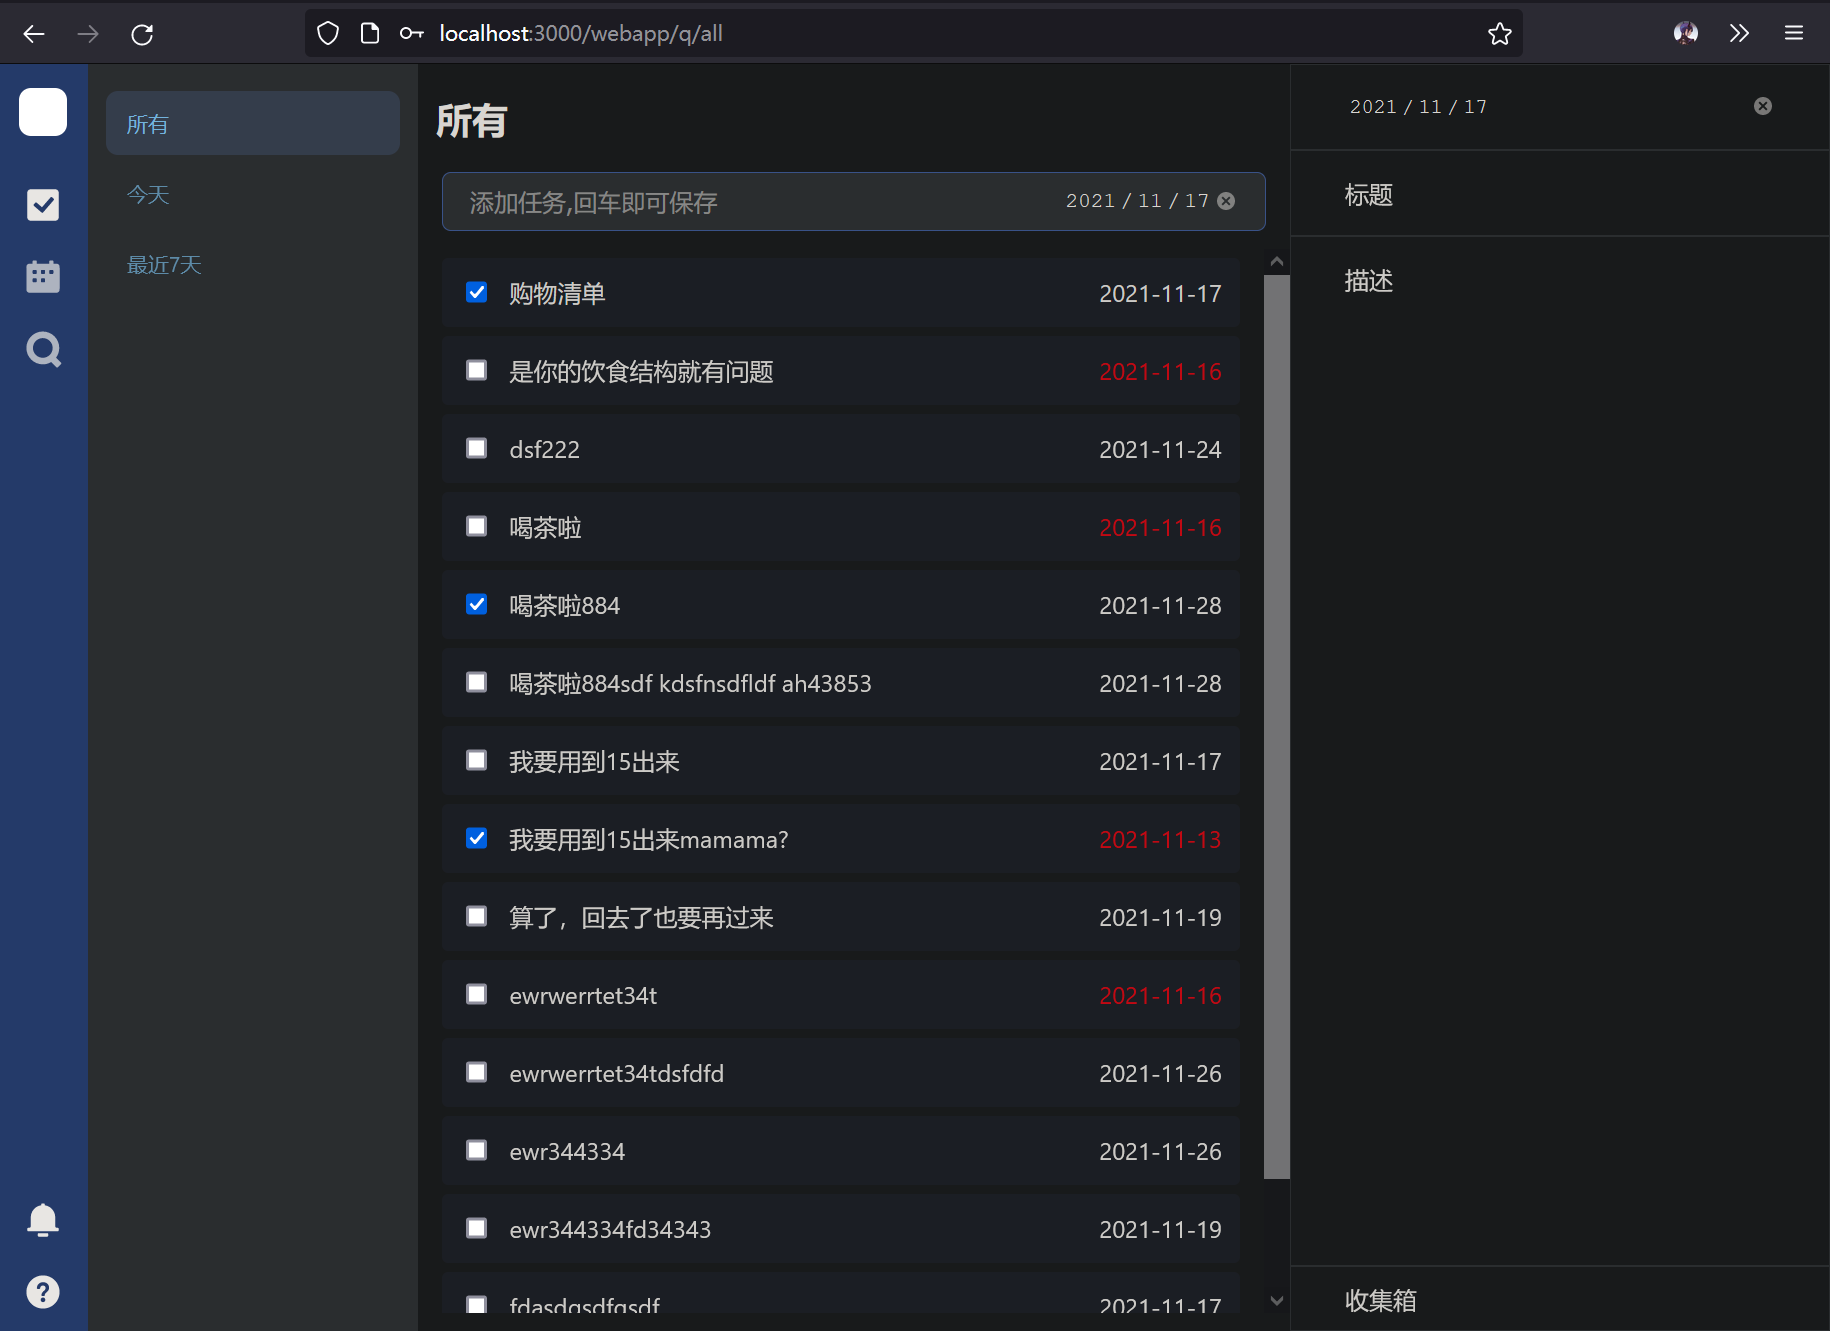 localhost:3000/webapp/q/all
所有
今天
最近7天
所有
添加任务,回车即可保存 2021 / 11 / 17
购物清单 2021-11-17
是你的饮食结构就有问题 2021-11-16
dsf222 2021-11-24
喝茶啦 2021-11-16
喝茶啦884 2021-11-28
喝茶啦884sdf kdsfnsdfldf ah43853 2021-11-28
我要用到15出来 2021-11-17
我要用到15出来mamama? 2021-11-13
算了，回去了也要再过来 2021-11-19
ewrwerrtet34t 2021-11-16
ewrwerrtet34tdsfdfd 2021-11-26
ewr344334 2021-11-26
ewr344334fd34343 2021-11-19
2021-11-17
2021 / 11 / 17
标题
描述
收集箱